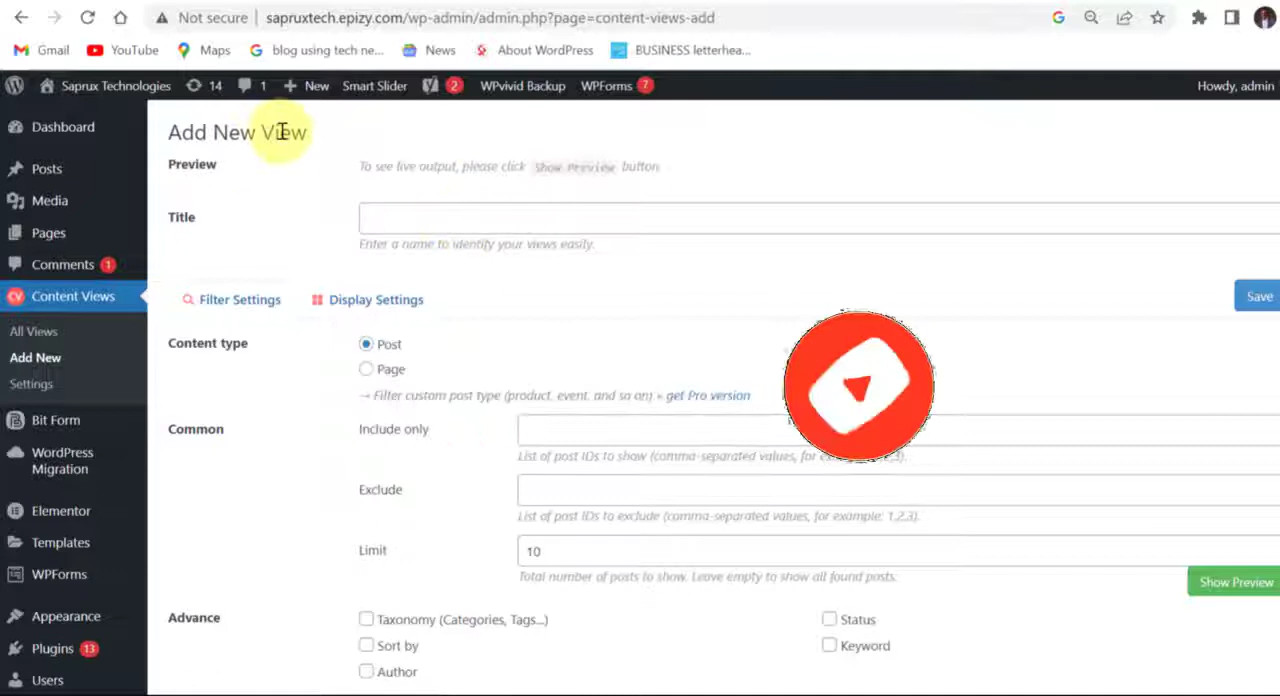 Not secure sapruxtech.epizy.com/wp-admin/admin.php?page=content-views-add
Gmail YouTube Maps blog using tech ne... News About WordPress BUSINESS letterhea...
Saprux Technologies 14 1 New Smart Slider 2 WPvivid Backup WPForms 7 Howdy, admin
Dashboard
Posts
Media
Pages
Comments 1
Content Views
All Views
Add New
Settings
Bit Form
WordPress
Migration
Elementor
Templates
WPForms
Appearance
Plugins 13
Users
Add New View
Preview To see live output, please click Show Preview button
Title
Enter a name to identify your views easily.
Filter Settings Display Settings
Save
Content type Post
Page
→ Filter custom post type (product, event, and so on) » get Pro version
Common Include only
List of post IDs to show (comma-separated values, for 3).
Exclude
List of post IDs to exclude (comma-separated values, for example: 1,2,3).
Limit 10
Total number of posts to show. Leave empty to show all found posts.
Show Preview
Advance Taxonomy (Categories, Tags...) Status
Sort by Keyword
Author